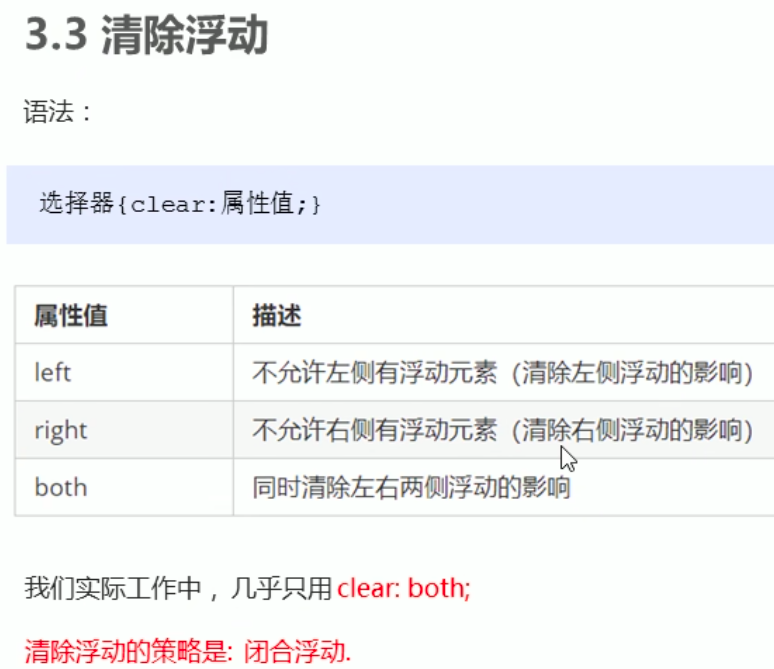 3.3 清除浮动
语法：
选择器{clear:属性值;}
属性值 描述
left 不允许左侧有浮动元素（清除左侧浮动的影响）
right 不允许右侧有浮动元素（清除右侧浮动的影响）
both 同时清除左右两侧浮动的影响
我们实际工作中，几乎只用 clear: both;
清除浮动的策略是: 闭合浮动.